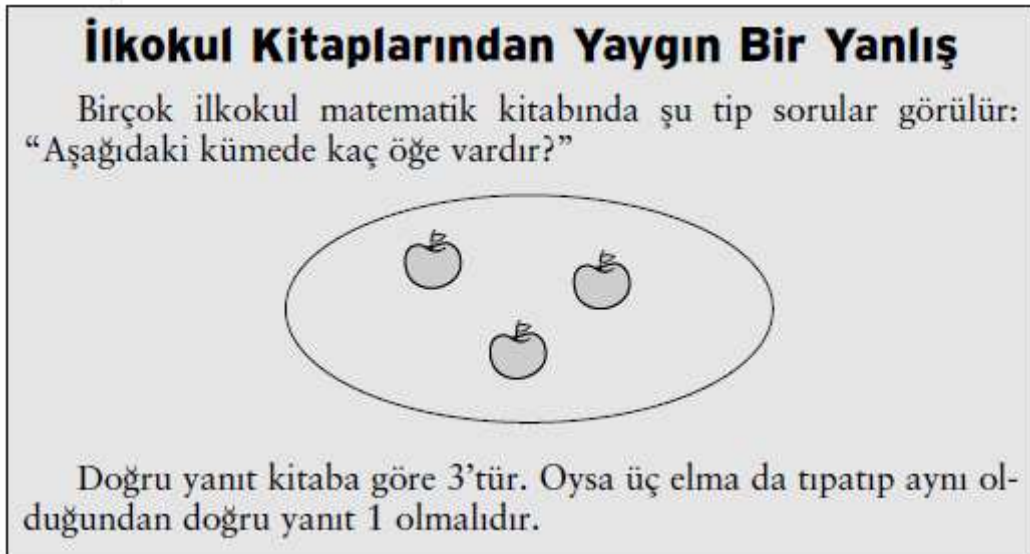 İlkokul Kitaplarından Yaygın Bir Yanlış
Birçok ilkokul matematik kitabında şu tip sorular görülür:
“Aşağıdaki kümede kaç öğe vardır?”
Doğru yanıt kitaba göre 3’tür. Oysa üç elma da tıpatıp aynı ol-
duğundan doğru yanıt 1 olmalıdır.